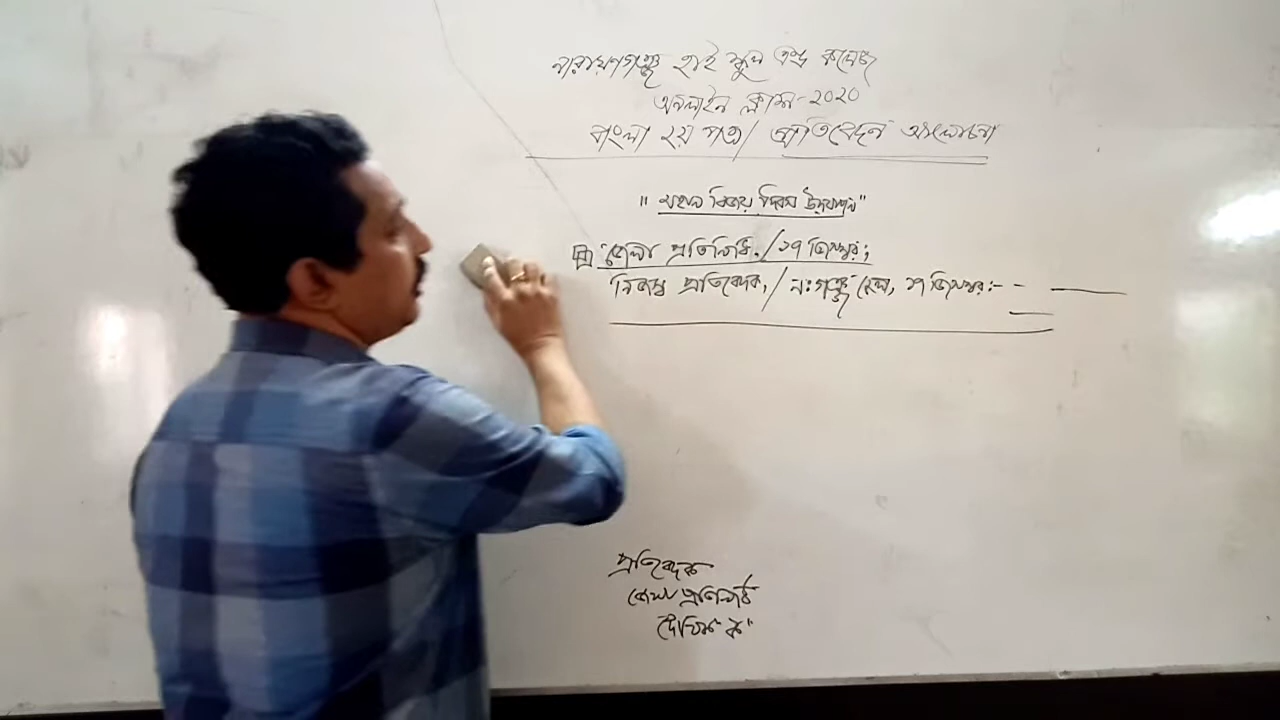 নারায়ণগঞ্জ হাই স্কুল এন্ড কলেজ
অনলাইন ক্লাশ-২০২০
বাংলা ২য় পত্র/ প্রতিবেদন আলোচনা
"মহান বিজয় দিবস উদযাপন"
জেলা প্রতিনিধি./১৭ ডিসেম্বর;
নিজস্ব প্রতিবেদক,/ নাঃগঞ্জ জেলা, ১৭ ডিসেম্বর:- -
প্রতিবেদক
জেলা প্রতিনিধি
দৈনিক ক"